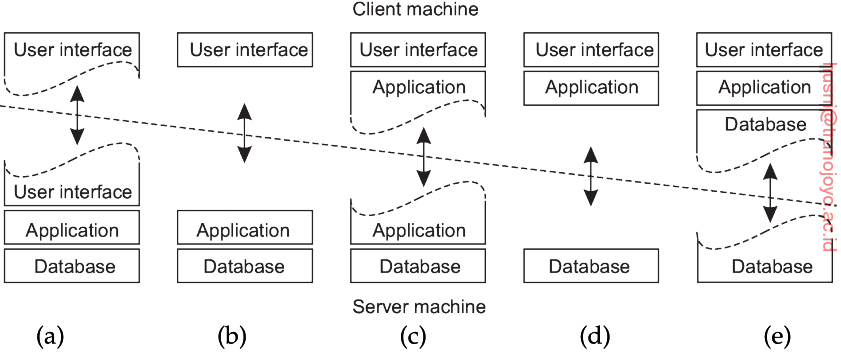 Client machine
User interface User interface User interface User interface User interface
Application Application Application
Database
User interface
Application Application Application
Database Database Database Database Database
Server machine
(a) (b) (c) (d) (e)
husni@trunojoyo.ac.id